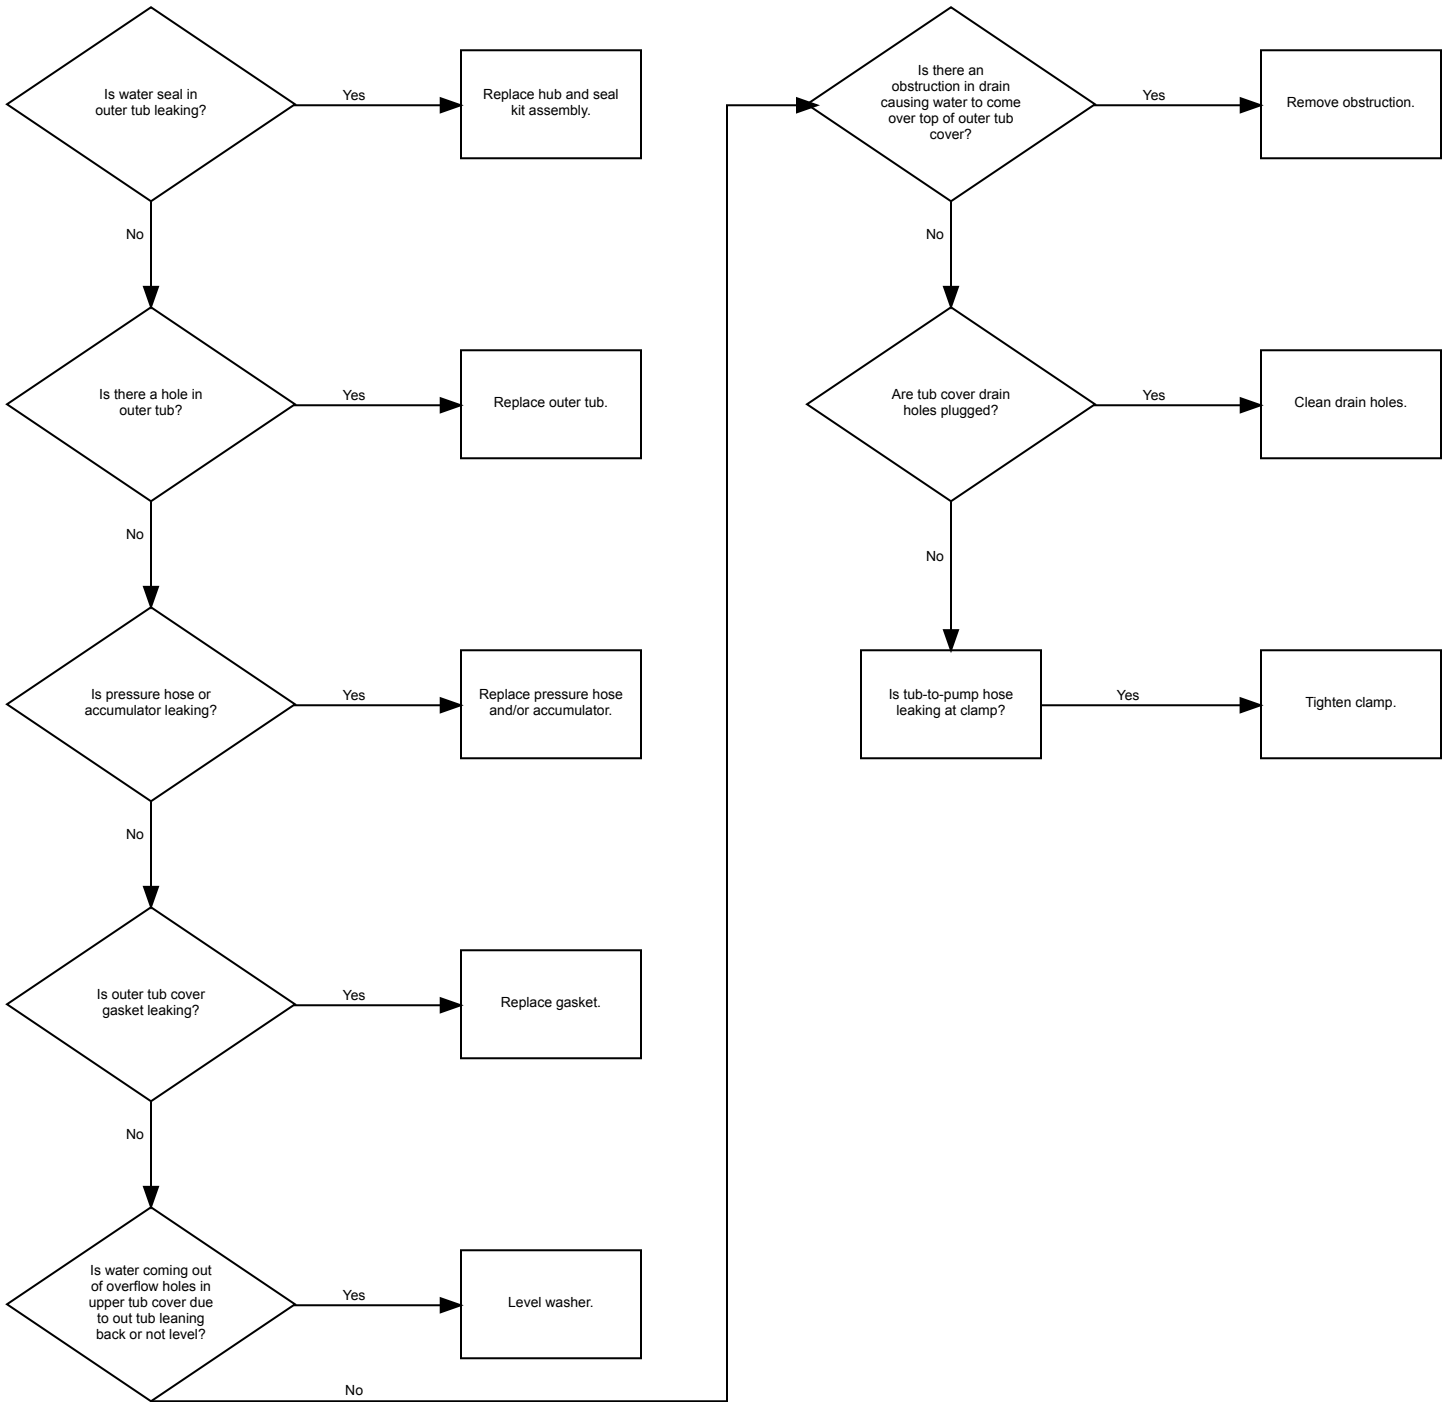 Is water seal in
outer tub leaking?
Yes
Replace hub and seal
kit assembly.
No
Is there a hole in
outer tub?
Yes
Replace outer tub.
No
Is pressure hose or
accumulator leaking?
Yes
Replace pressure hose
and/or accumulator.
No
Is outer tub cover
gasket leaking?
Yes
Replace gasket.
No
Is water coming out
of overflow holes in
upper tub cover due
to out tub leaning
back or not level?
Yes
Level washer.
No
Is there an
obstruction in drain
causing water to come
over top of outer tub
cover?
Yes
Remove obstruction.
No
Are tub cover drain
holes plugged?
Yes
Clean drain holes.
No
Is tub-to-pump hose
leaking at clamp?
Yes
Tighten clamp.